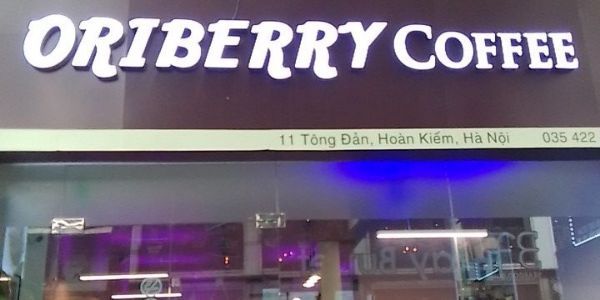 ORIBERRY COFFEE
11 Tông Đản, Hoàn Kiếm, Hà Nội 035 422